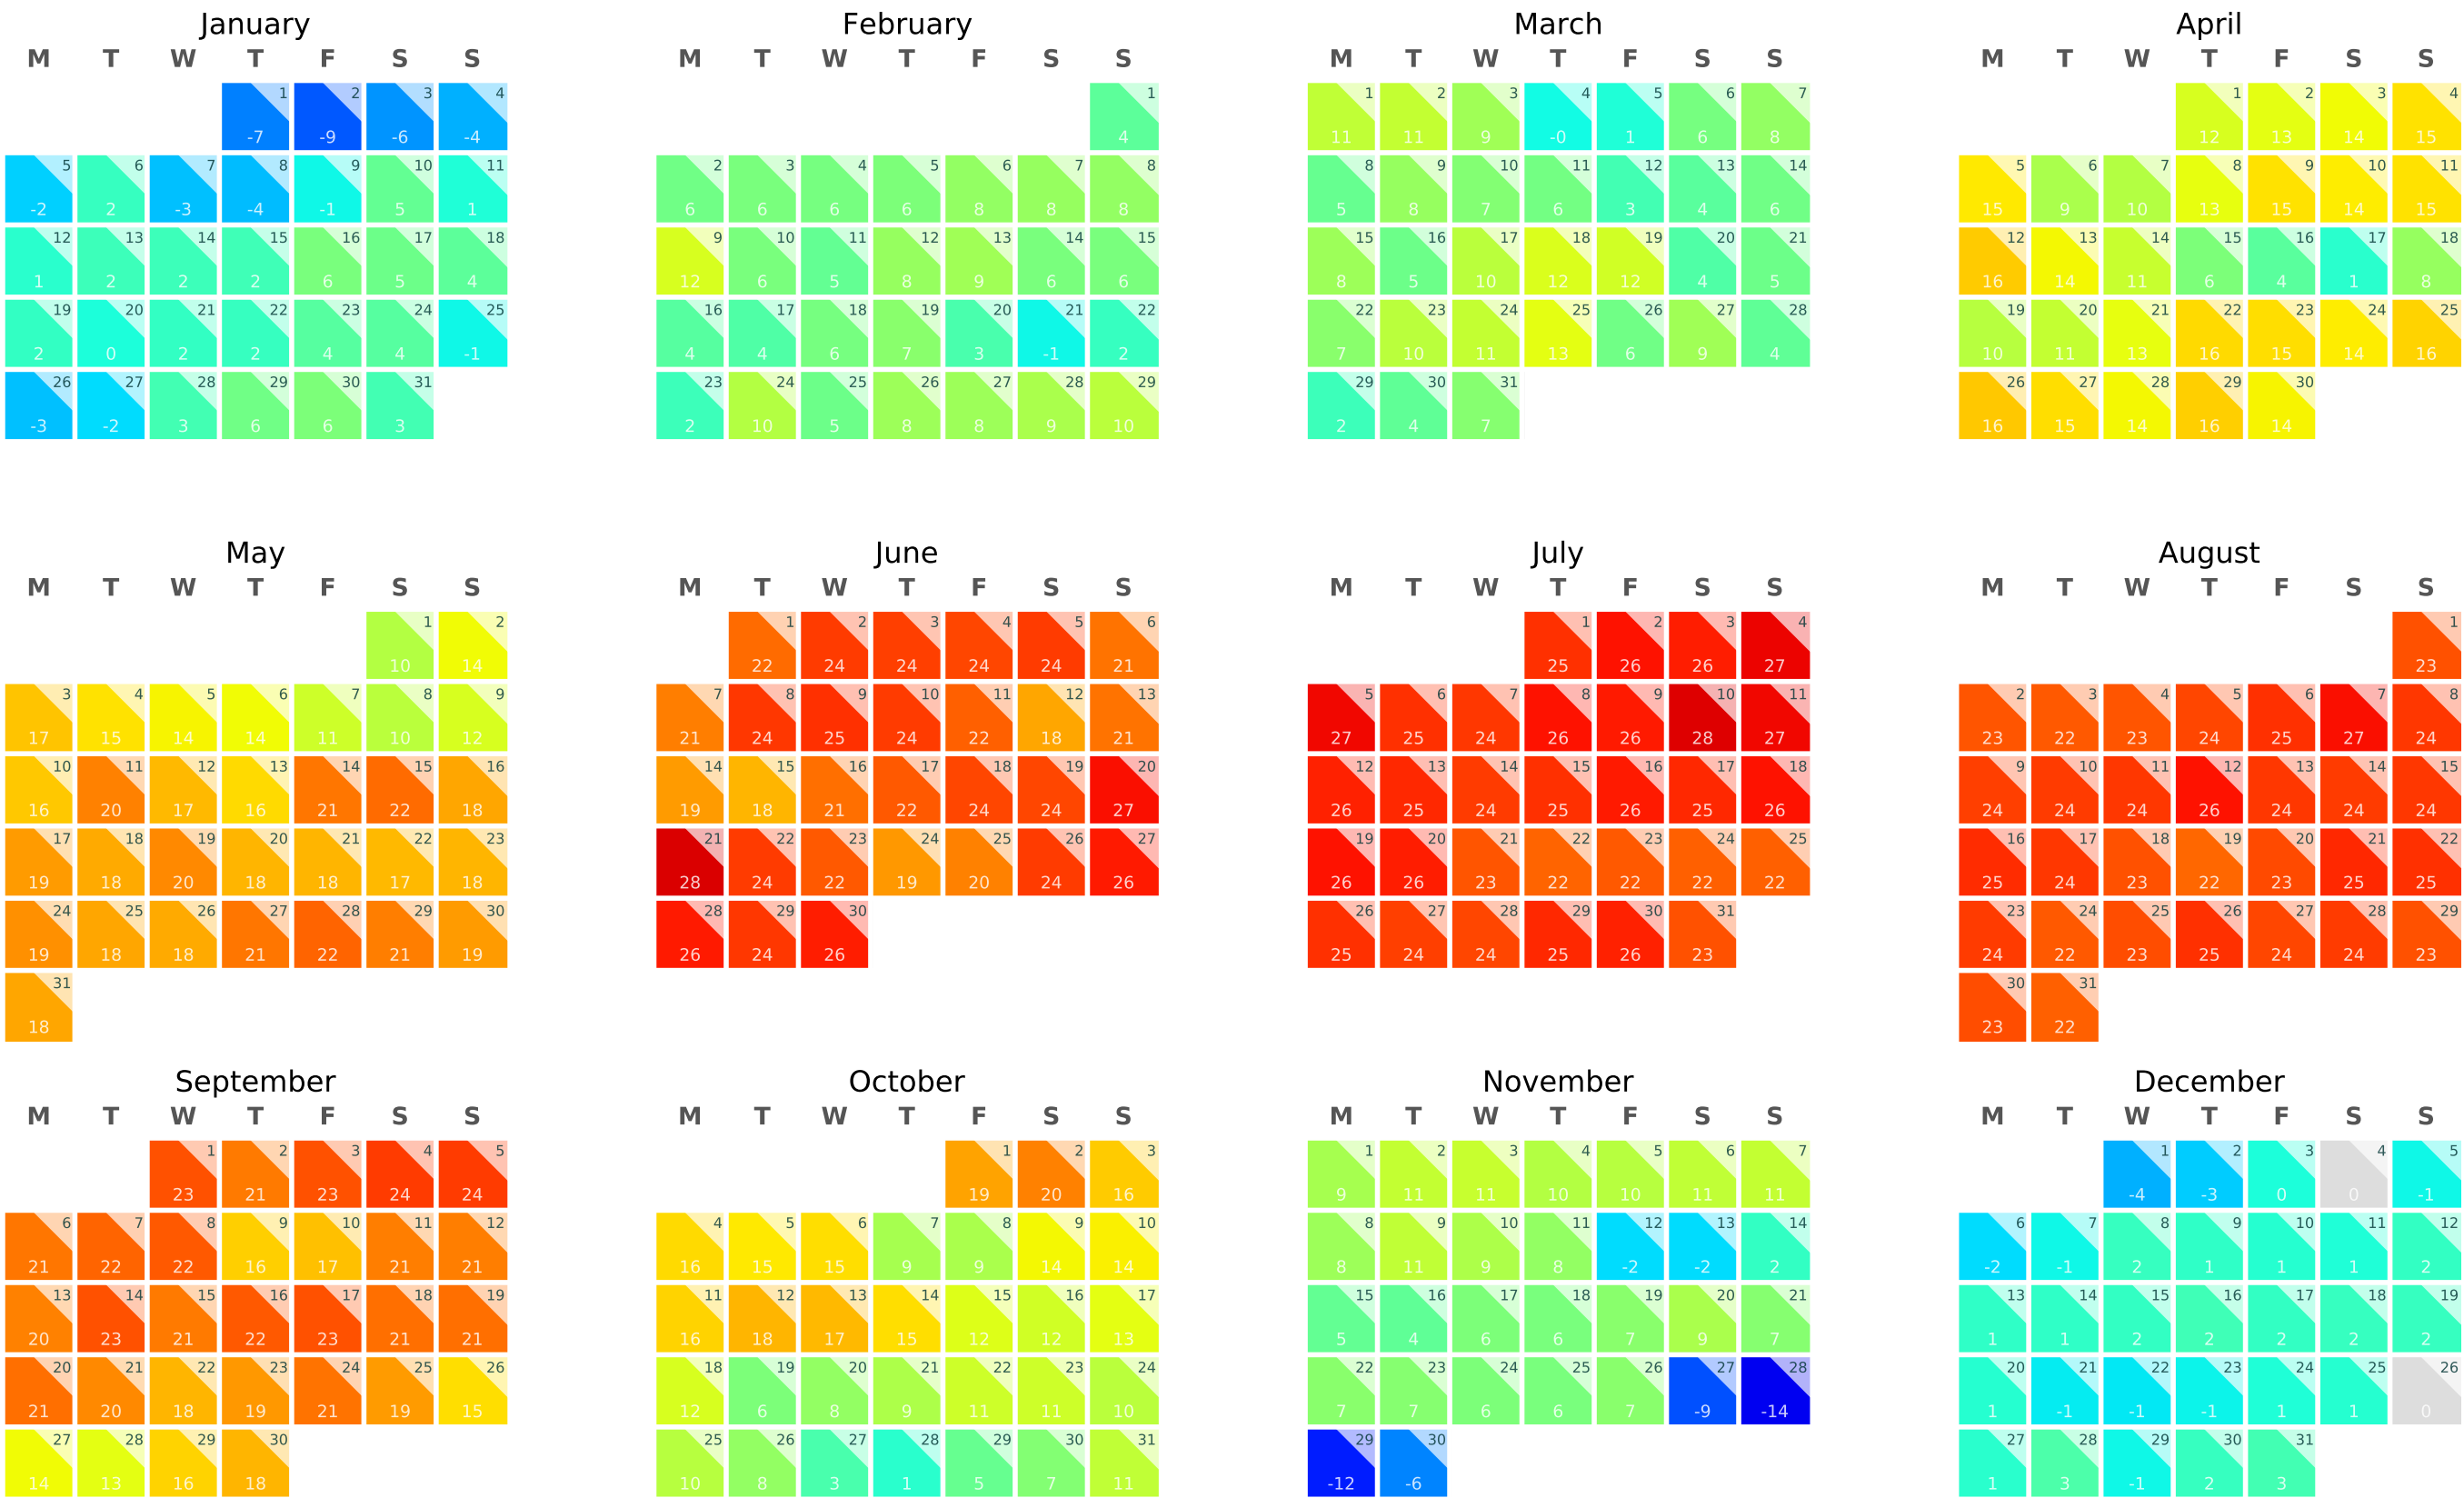 January February March April
M T W T F S S M T W T F S S M T W T F S S M T W T F S S
1 2 3 4 1 1 2 3 4 5 6 7 1 2 3 4
-7 -9 -6 -4 4 11 11 9 -0 1 6 8 12 13 14 15
5 6 7 8 9 10 11 2 3 4 5 6 7 8 8 9 10 11 12 13 14 5 6 7 8 9 10 11
-2 2 -3 -4 -1 5 1 6 6 6 6 8 8 8 5 8 7 6 3 4 6 15 9 10 13 15 14 15
12 13 14 15 16 17 18 9 10 11 12 13 14 15 15 16 17 18 19 20 21 12 13 14 15 16 17 18
1 2 2 2 6 5 4 12 6 5 8 9 6 6 8 5 10 12 12 4 5 16 14 11 6 4 1 8
19 20 21 22 23 24 25 16 17 18 19 20 21 22 22 23 24 25 26 27 28 19 20 21 22 23 24 25
2 0 2 2 4 4 -1 4 4 6 7 3 -1 2 7 10 11 13 6 9 4 10 11 13 16 15 14 16
26 27 28 29 30 31 23 24 25 26 27 28 29 29 30 31 26 27 28 29 30
-3 -2 3 6 6 3 2 10 5 8 8 9 10 2 4 7 16 15 14 16 14
May June July August
M T W T F S S M T W T F S S M T W T F S S M T W T F S S
1 2 1 2 3 4 5 6 1 2 3 4 1
10 14 22 24 24 24 24 21 25 26 26 27 23
3 4 5 6 7 8 9 7 8 9 10 11 12 13 5 6 7 8 9 10 11 2 3 4 5 6 7 8
17 15 14 14 11 10 12 21 24 25 24 22 18 21 27 25 24 26 26 28 27 23 22 23 24 25 27 24
10 11 12 13 14 15 16 14 15 16 17 18 19 20 12 13 14 15 16 17 18 9 10 11 12 13 14 15
16 20 17 16 21 22 18 19 18 21 22 24 24 27 26 25 24 25 26 25 26 24 24 24 26 24 24 24
17 18 19 20 21 22 23 21 22 23 24 25 26 27 19 20 21 22 23 24 25 16 17 18 19 20 21 22
19 18 20 18 18 17 18 28 24 22 19 20 24 26 26 26 23 22 22 22 22 25 24 23 22 23 25 25
24 25 26 27 28 29 30 28 29 30 26 27 28 29 30 31 23 24 25 26 27 28 29
19 18 18 21 22 21 19 26 24 26 25 24 24 25 26 23 24 22 23 25 24 24 23
31 30 31
18 23 22
September October November December
M T W T F S S M T W T F S S M T W T F S S M T W T F S S
1 2 3 4 5 1 2 3 1 2 3 4 5 6 7 1 2 3 4 5
23 21 23 24 24 19 20 16 9 11 11 10 10 11 11 -4 -3 0 0 -1
6 7 8 9 10 11 12 4 5 6 7 8 9 10 8 9 10 11 12 13 14 6 7 8 9 10 11 12
21 22 22 16 17 21 21 16 15 15 9 9 14 14 8 11 9 8 -2 -2 2 -2 -1 2 1 1 1 2
13 14 15 16 17 18 19 11 12 13 14 15 16 17 15 16 17 18 19 20 21 13 14 15 16 17 18 19
20 23 21 22 23 21 21 16 18 17 15 12 12 13 5 4 6 6 7 9 7 1 1 2 2 2 2 2
20 21 22 23 24 25 26 18 19 20 21 22 23 24 22 23 24 25 26 27 28 20 21 22 23 24 25 26
21 20 18 19 21 19 15 12 6 8 9 11 11 10 7 7 6 6 7 -9 -14 1 -1 -1 -1 1 1 0
27 28 29 30 25 26 27 28 29 30 31 29 30 27 28 29 30 31
14 13 16 18 10 8 3 1 5 7 11 -12 -6 1 3 -1 2 3